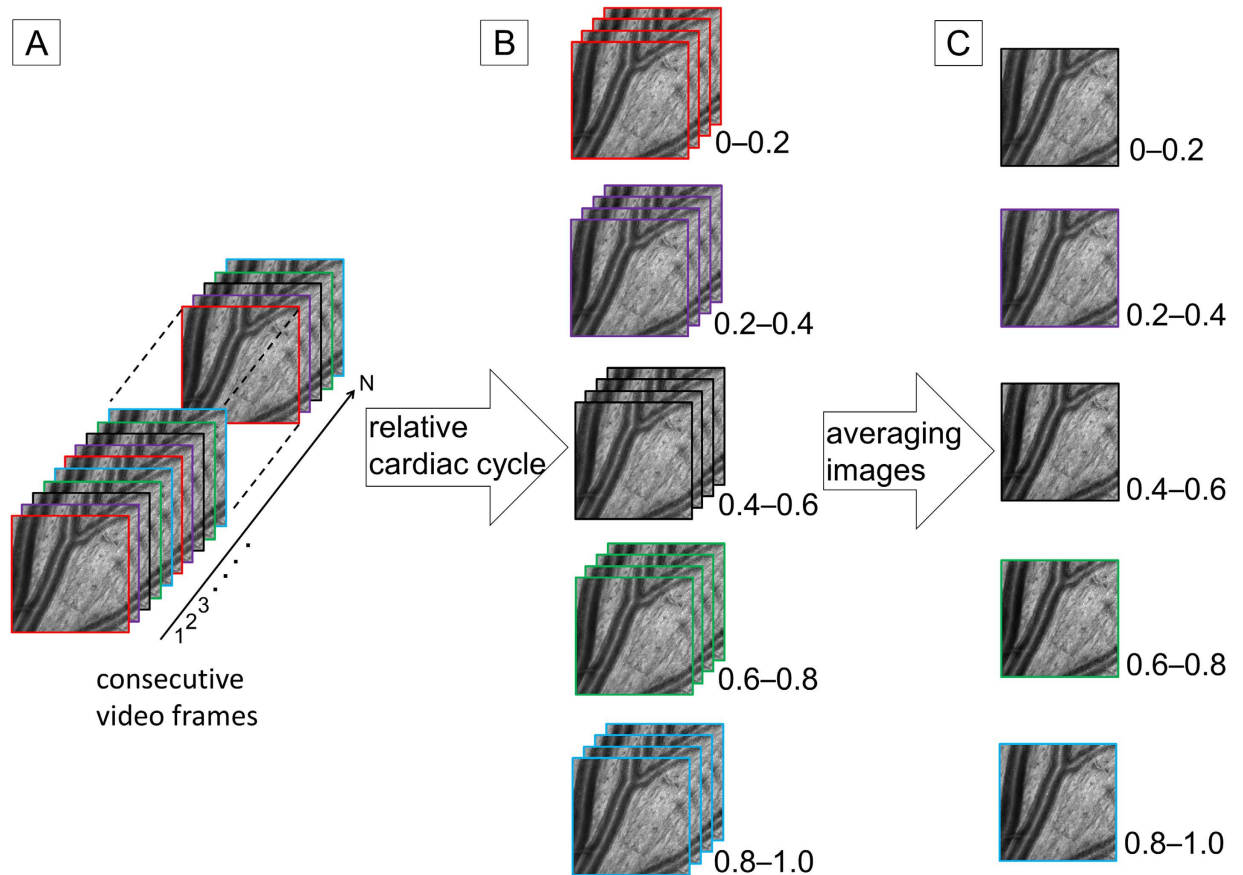 A
B
C
0–0.2
0.2–0.4
0.4–0.6
0.6–0.8
0.8–1.0
N
1 2 3 . . . .
consecutive
video frames
relative
cardiac cycle
averaging
images
0–0.2
0.2–0.4
0.4–0.6
0.6–0.8
0.8–1.0